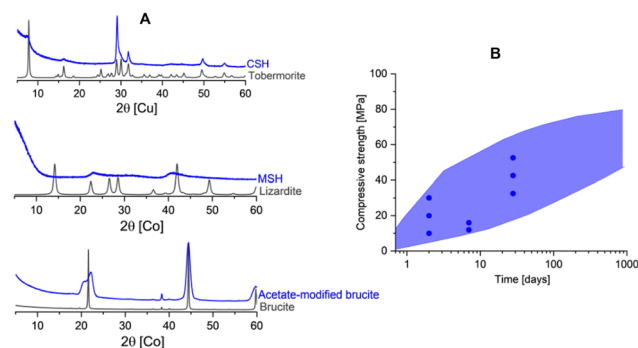 A
CSH
Tobermorite
5 10 20 30 40 50 60
2θ [Cu]
MSH
Lizardite
10 20 30 40 50 60
2θ [Co]
Acetate-modified brucite
Brucite
10 20 30 40 50 60
2θ [Co]
B
Compressive strength [MPa]
100
80
60
40
20
0
1 10 100 1000
Time [days]